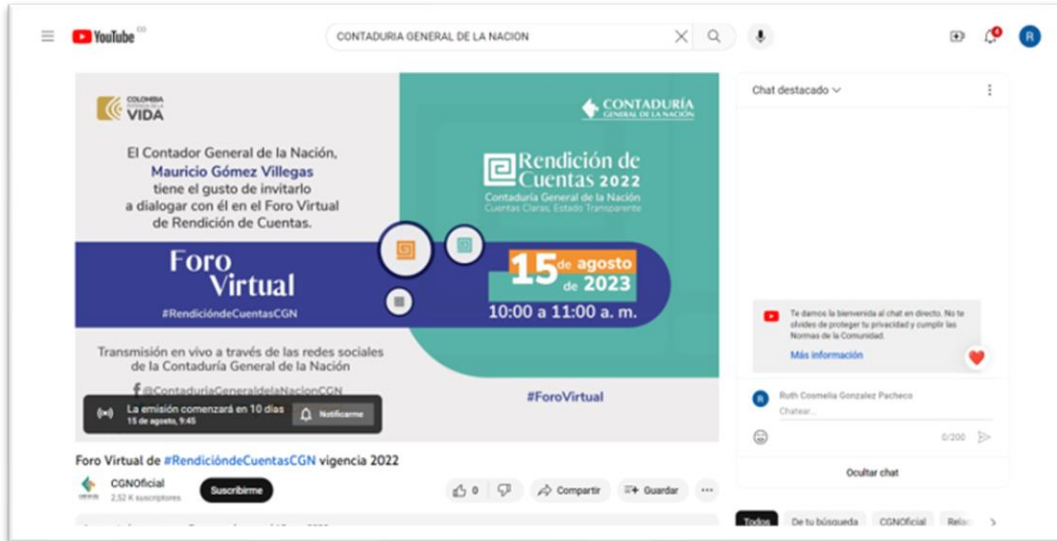 YouTube CO
CONTADURIA GENERAL DE LA NACION
R
COLOMBIA
POTENCIA DE LA
VIDA
CONTADURÍA
GENERAL DE LA NACIÓN
El Contador General de la Nación,
Mauricio Gómez Villegas
tiene el gusto de invitarlo
a dialogar con él en el Foro Virtual
de Rendición de Cuentas.
Rendición de
Cuentas 2022
Contaduría General de la Nación
Cuentas Claras, Estado Transparente
Foro
Virtual
#RendicióndeCuentasCGN
15 de agosto
de 2023
10:00 a 11:00 a. m.
Transmisión en vivo a través de las redes sociales
de la Contaduría General de la Nación
@ContaduriaGeneraldelaNacionCGN
#ForoVirtual
La emisión comenzará en 10 días
15 de agosto, 9:45
Notificarme
Foro Virtual de #RendicióndeCuentasCGN vigencia 2022
CGNOficial
2,52 K suscriptores
Suscribirme
0
Compartir
Guardar
Chat destacado
Te damos la bienvenida al chat en directo. No te
olvides de proteger tu privacidad y cumplir las
Normas de la Comunidad.
Más información
R
Ruth Cosmelia Gonzalez Pacheco
Chatear...
0/200
Ocultar chat
Todos
De tu búsqueda
CGNOficial